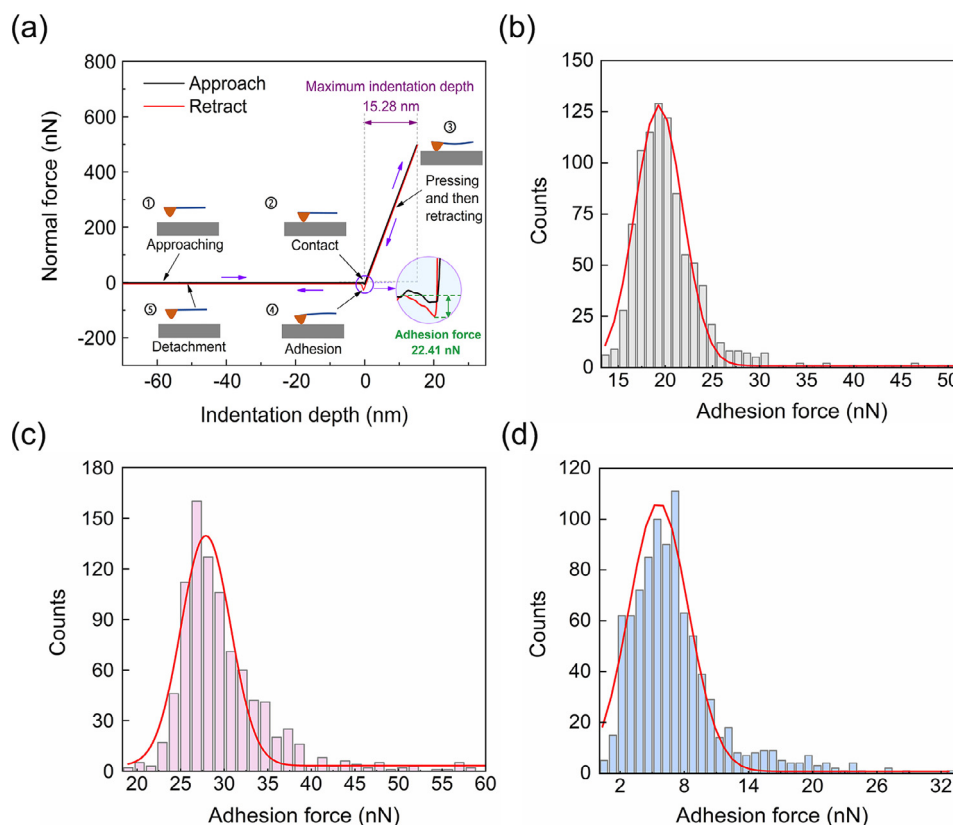 (a)
800
600
400
200
0
-200
Normal force (nN)
-60
-40
-20
0
20
Indentation depth (nm)
Approach
Retract
Maximum indentation depth
15.28 nm
①
Approaching
②
Contact
③
Pressing
and then
retracting
④
Adhesion
⑤
Detachment
Adhesion force
22.41 nN
(b)
150
125
100
75
50
25
0
Counts
15
20
25
30
35
40
45
50
Adhesion force (nN)
(c)
180
150
120
90
60
30
0
Counts
20
25
30
35
40
45
50
55
60
Adhesion force (nN)
(d)
120
100
80
60
40
20
0
Counts
2
8
14
20
26
32
Adhesion force (nN)